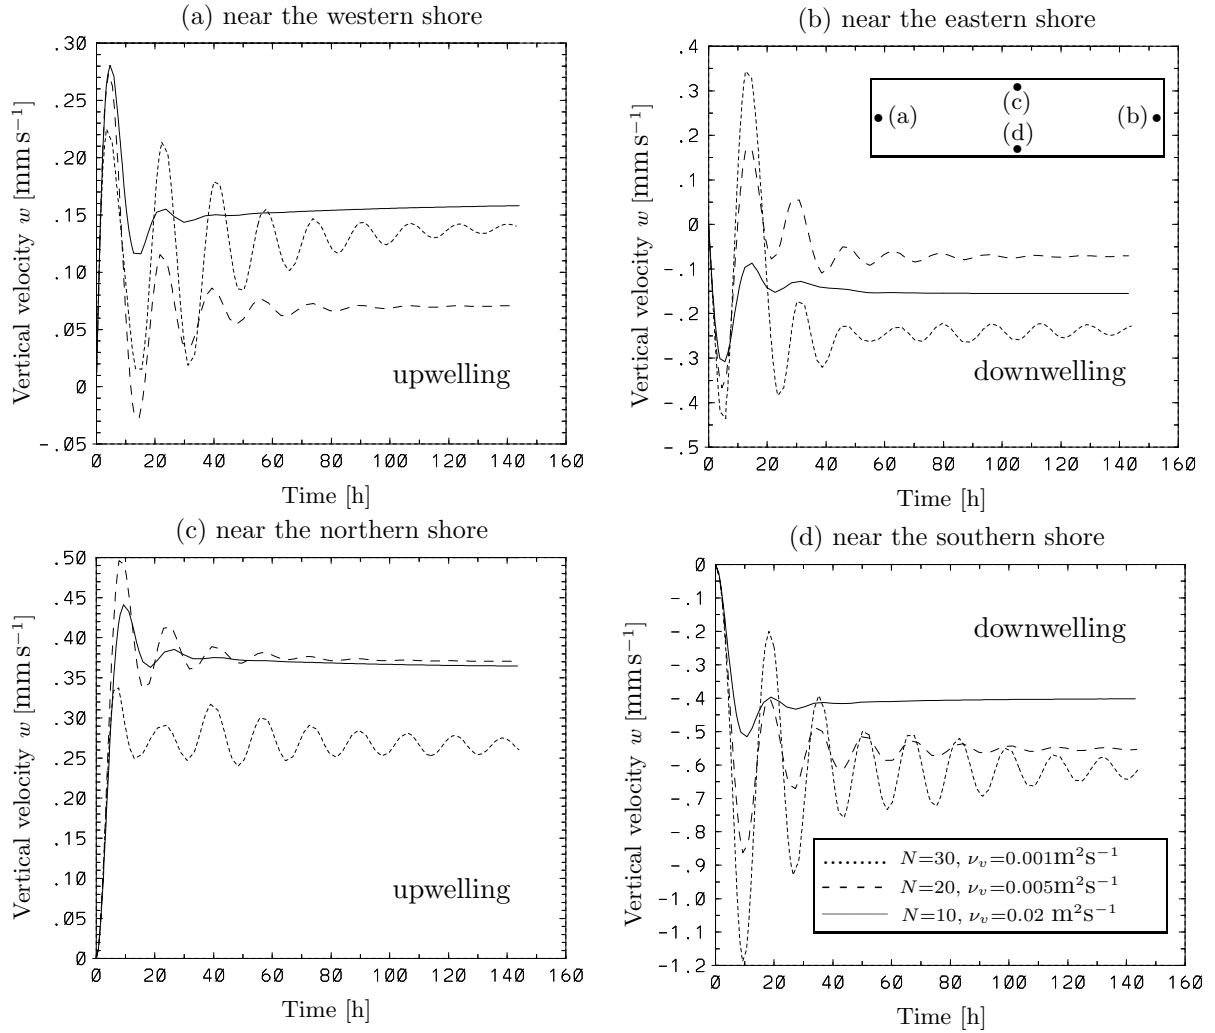 (a) near the western shore
.30
.25
.20
.15
.10
.05
0
-.05
Vertical velocity w [mm s−1]
upwelling
0 20 40 60 80 100 120 140 160
Time [h]
(b) near the eastern shore
.4
.3
.2
.1
0
-.1
-.2
-.3
-.4
-.5
Vertical velocity w [mm s−1]
(a)
(c)
(d)
(b)
downwelling
0 20 40 60 80 100 120 140 160
Time [h]
(c) near the northern shore
.50
.45
.40
.35
.30
.25
.20
.15
.10
.05
0
Vertical velocity w [mm s−1]
upwelling
0 20 40 60 80 100 120 140 160
Time [h]
(d) near the southern shore
0
-.1
-.2
-.3
-.4
-.5
-.6
-.7
-.8
-.9
-1.0
-1.1
-1.2
Vertical velocity w [mm s−1]
downwelling
N=30, νv=0.001m2s−1
N=20, νv=0.005m2s−1
N=10, νv=0.02 m2s−1
0 20 40 60 80 100 120 140 160
Time [h]